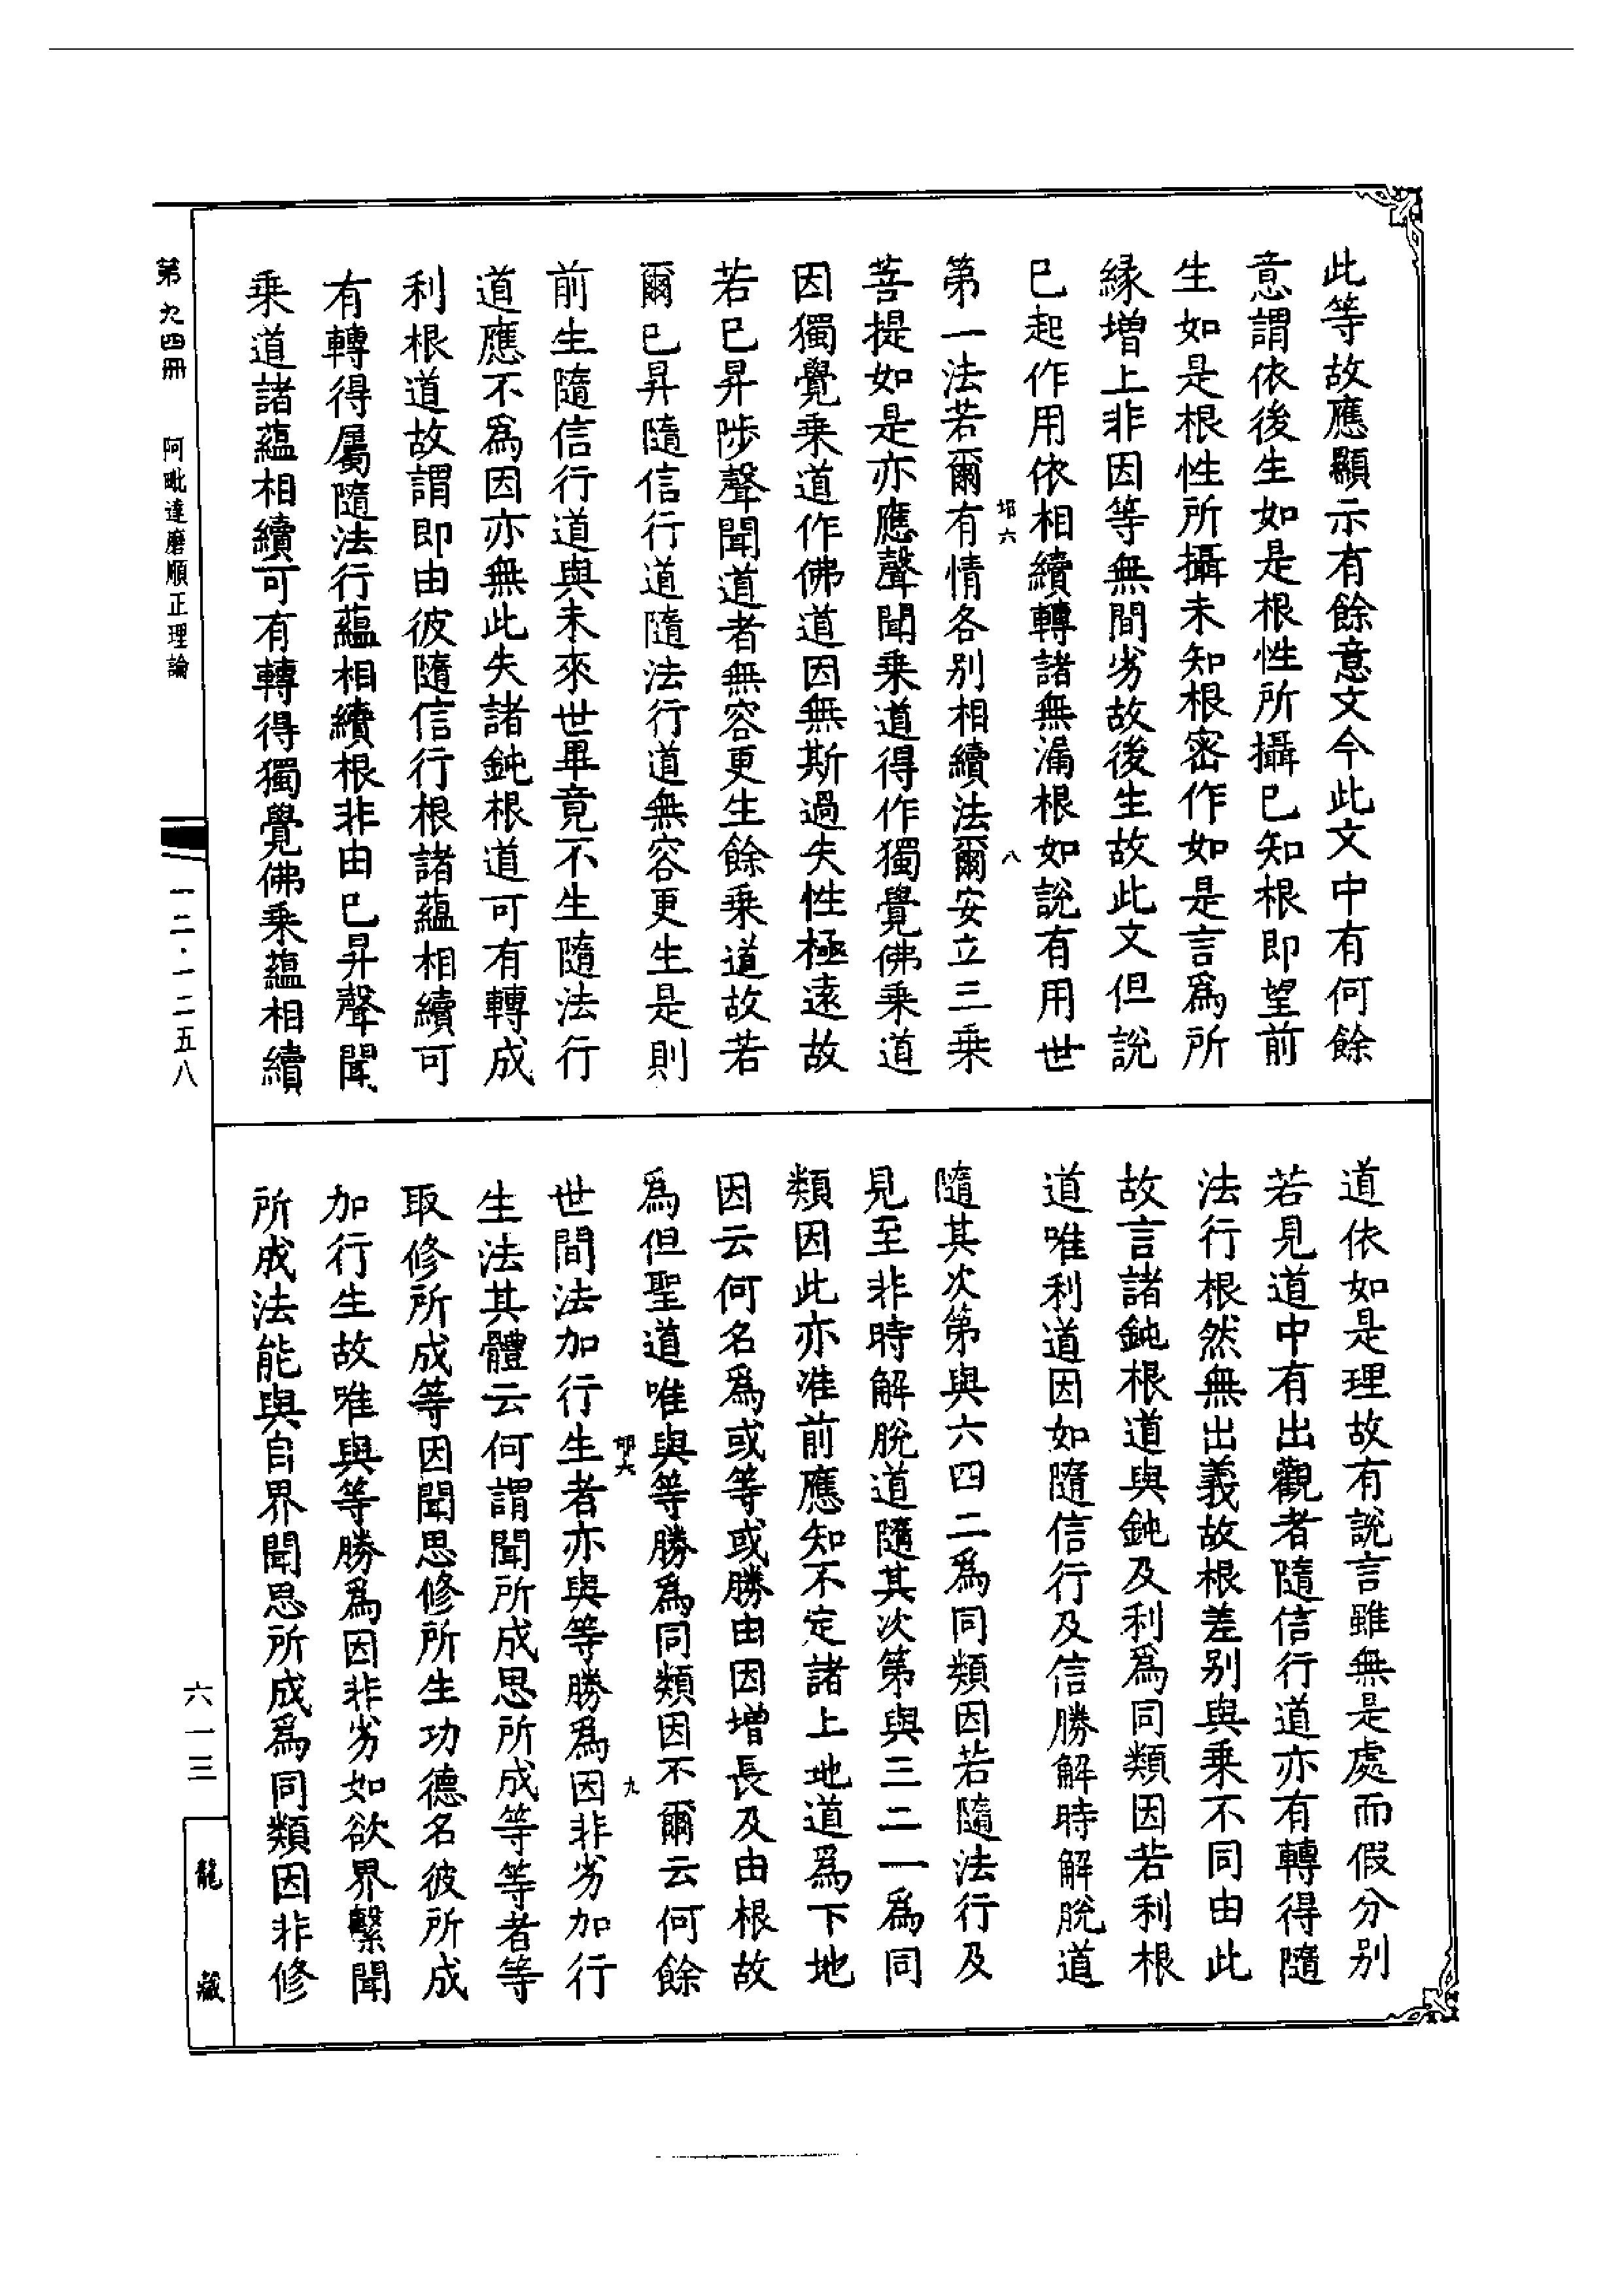 此等故應顯示有餘意文今此文中有何餘
意謂依後生如是根性所攝已知根即望前
生如是根性所攝未知根密作如是言爲所
緣增上非因等無間劣故後生故此文但說
已起作用依相續轉諸無漏根如說有用世
第一法若爾有情各別相續法爾安立三乗
菩提如是亦應聲聞乗道得作獨覺佛乗道
因獨覺乗道作佛道因無斯過失性極遠故
若已昇陟聲聞道者無容更生餘乗道故若
爾已昇隨信行道隨法行道無容更生是則
前生隨信行道與未來世畢竟不生隨法行
道應不爲因亦無此失諸鈍根道可有轉成
利根道故謂即由彼隨信行根諸蘊相續可
有轉得屬隨法行蘊相續根非由已昇聲聞
乗道諸蘊相續可有轉得獨覺佛乗蘊相續
道依如是理故有說言雖無是處而假分別
若見道中有出觀者隨信行道亦有轉得隨
法行根然無出義故根差別與乗不同由此
故言諸鈍根道與鈍及利爲同類因若利根
道唯利道因如隨信行及信勝解時解脫道
隨其次第與六四二爲同類因若隨法行及
見至非時解脫道隨其次第與三二一爲同
類因此亦准前應知不定諸上地道爲下地
因云何名爲或等或勝由因增長及由根故
爲但聖道唯與等勝爲同類因不爾云何餘
世間法加行生者亦與等勝爲因非劣加行
生法其體云何謂聞所成思所成等等者等
取修所成等因聞思修所生功德名彼所成
加行生故唯與等勝爲因非劣如欲界繫聞
所成法能與自界聞思所成爲同類因非修
第九四冊　阿毗達磨順正理論
一二·一二五八
六一三
龍藏
六
八
六
九